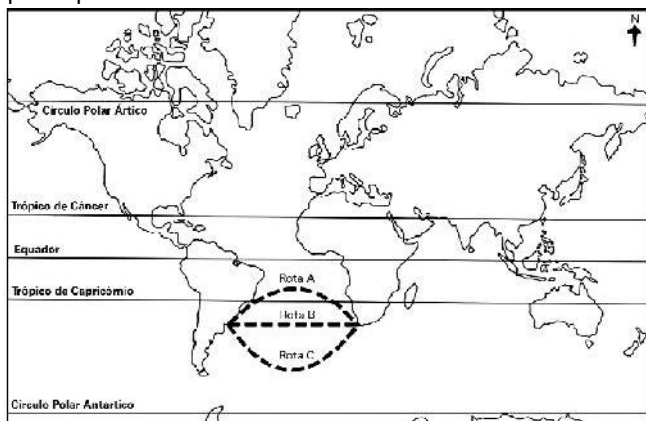 N
Círculo Polar Ártico
Trópico de Câncer
Equador
Rota A
Trópico de Capricórnio
Rota B
Rota C
Círculo Polar Antártico